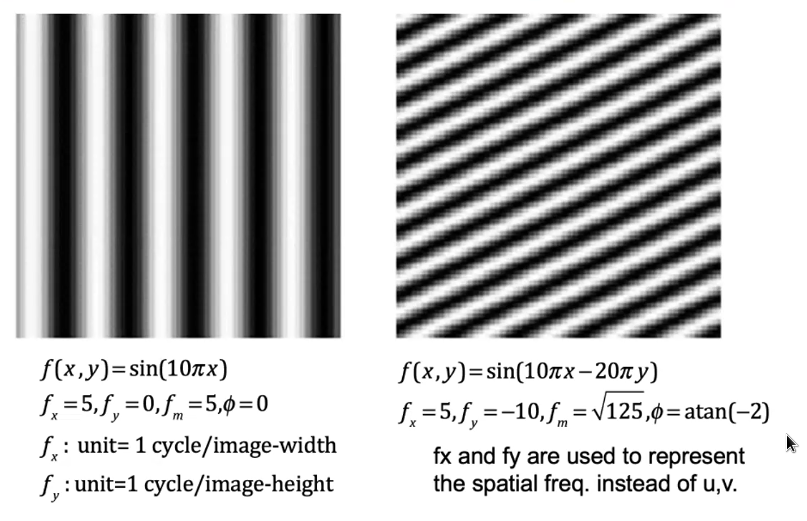 f(x,y)=sin(10πx)
f_x=5,f_y=0,f_m=5,ϕ=0
f_x: unit= 1 cycle/image-width
f_y:unit=1 cycle/image-height
f(x,y)=sin(10πx−20πy)
f_x=5,f_y=−10,f_m=√125,ϕ=atan(−2)
fx and fy are used to represent
the spatial freq. instead of u,v.